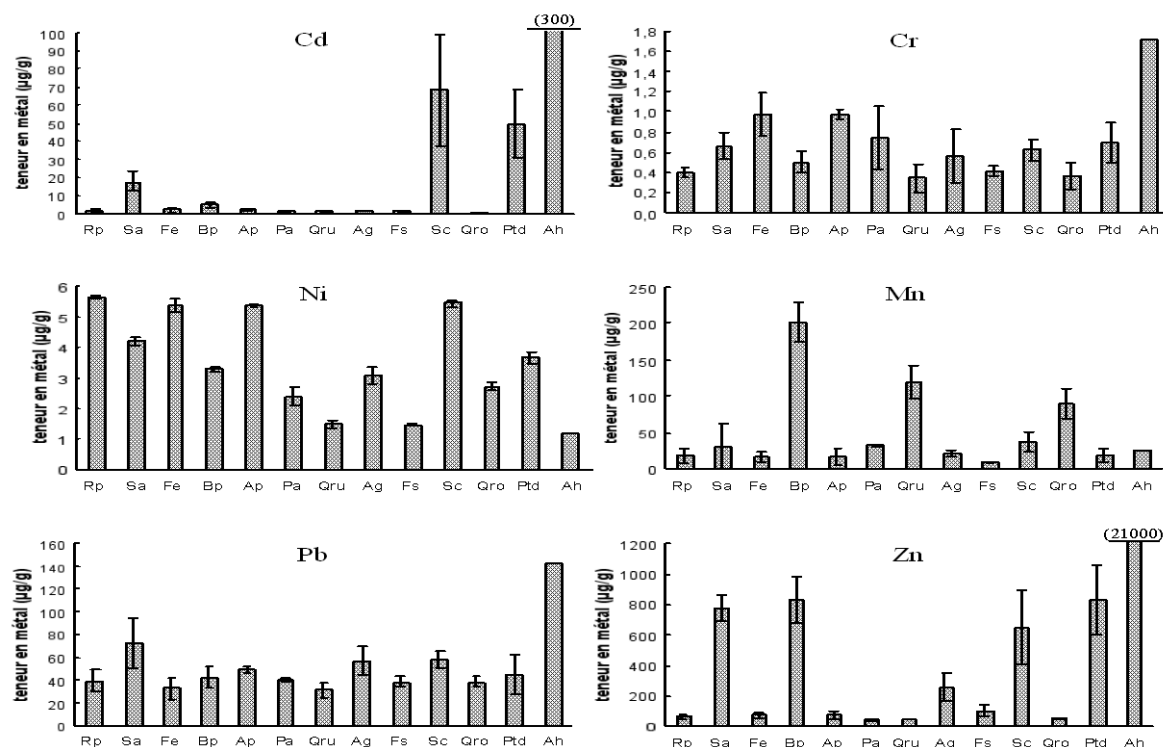 (300)
Cd
teneur en métal (µg/g)
100
90
80
70
60
50
40
30
20
10
0
Rp Sa Fe Bp Ap Pa Qru Ag Fs Sc Qro Ptd Ah
Cr
teneur en métal (µg/g)
1,8
1,6
1,4
1,2
1,0
0,8
0,6
0,4
0,2
0,0
Rp Sa Fe Bp Ap Pa Qru Ag Fs Sc Qro Ptd Ah
Ni
teneur en métal (µg/g)
6
5
4
3
2
1
0
Rp Sa Fe Bp Ap Pa Qru Ag Fs Sc Qro Ptd Ah
Mn
teneur en métal (µg/g)
250
200
150
100
50
0
Rp Sa Fe Bp Ap Pa Qru Ag Fs Sc Qro Ptd Ah
Pb
teneur en métal (µg/g)
160
140
120
100
80
60
40
20
0
Rp Sa Fe Bp Ap Pa Qru Ag Fs Sc Qro Ptd Ah
(21000)
Zn
teneur en métal (µg/g)
1200
1000
800
600
400
200
0
Rp Sa Fe Bp Ap Pa Qru Ag Fs Sc Qro Ptd Ah